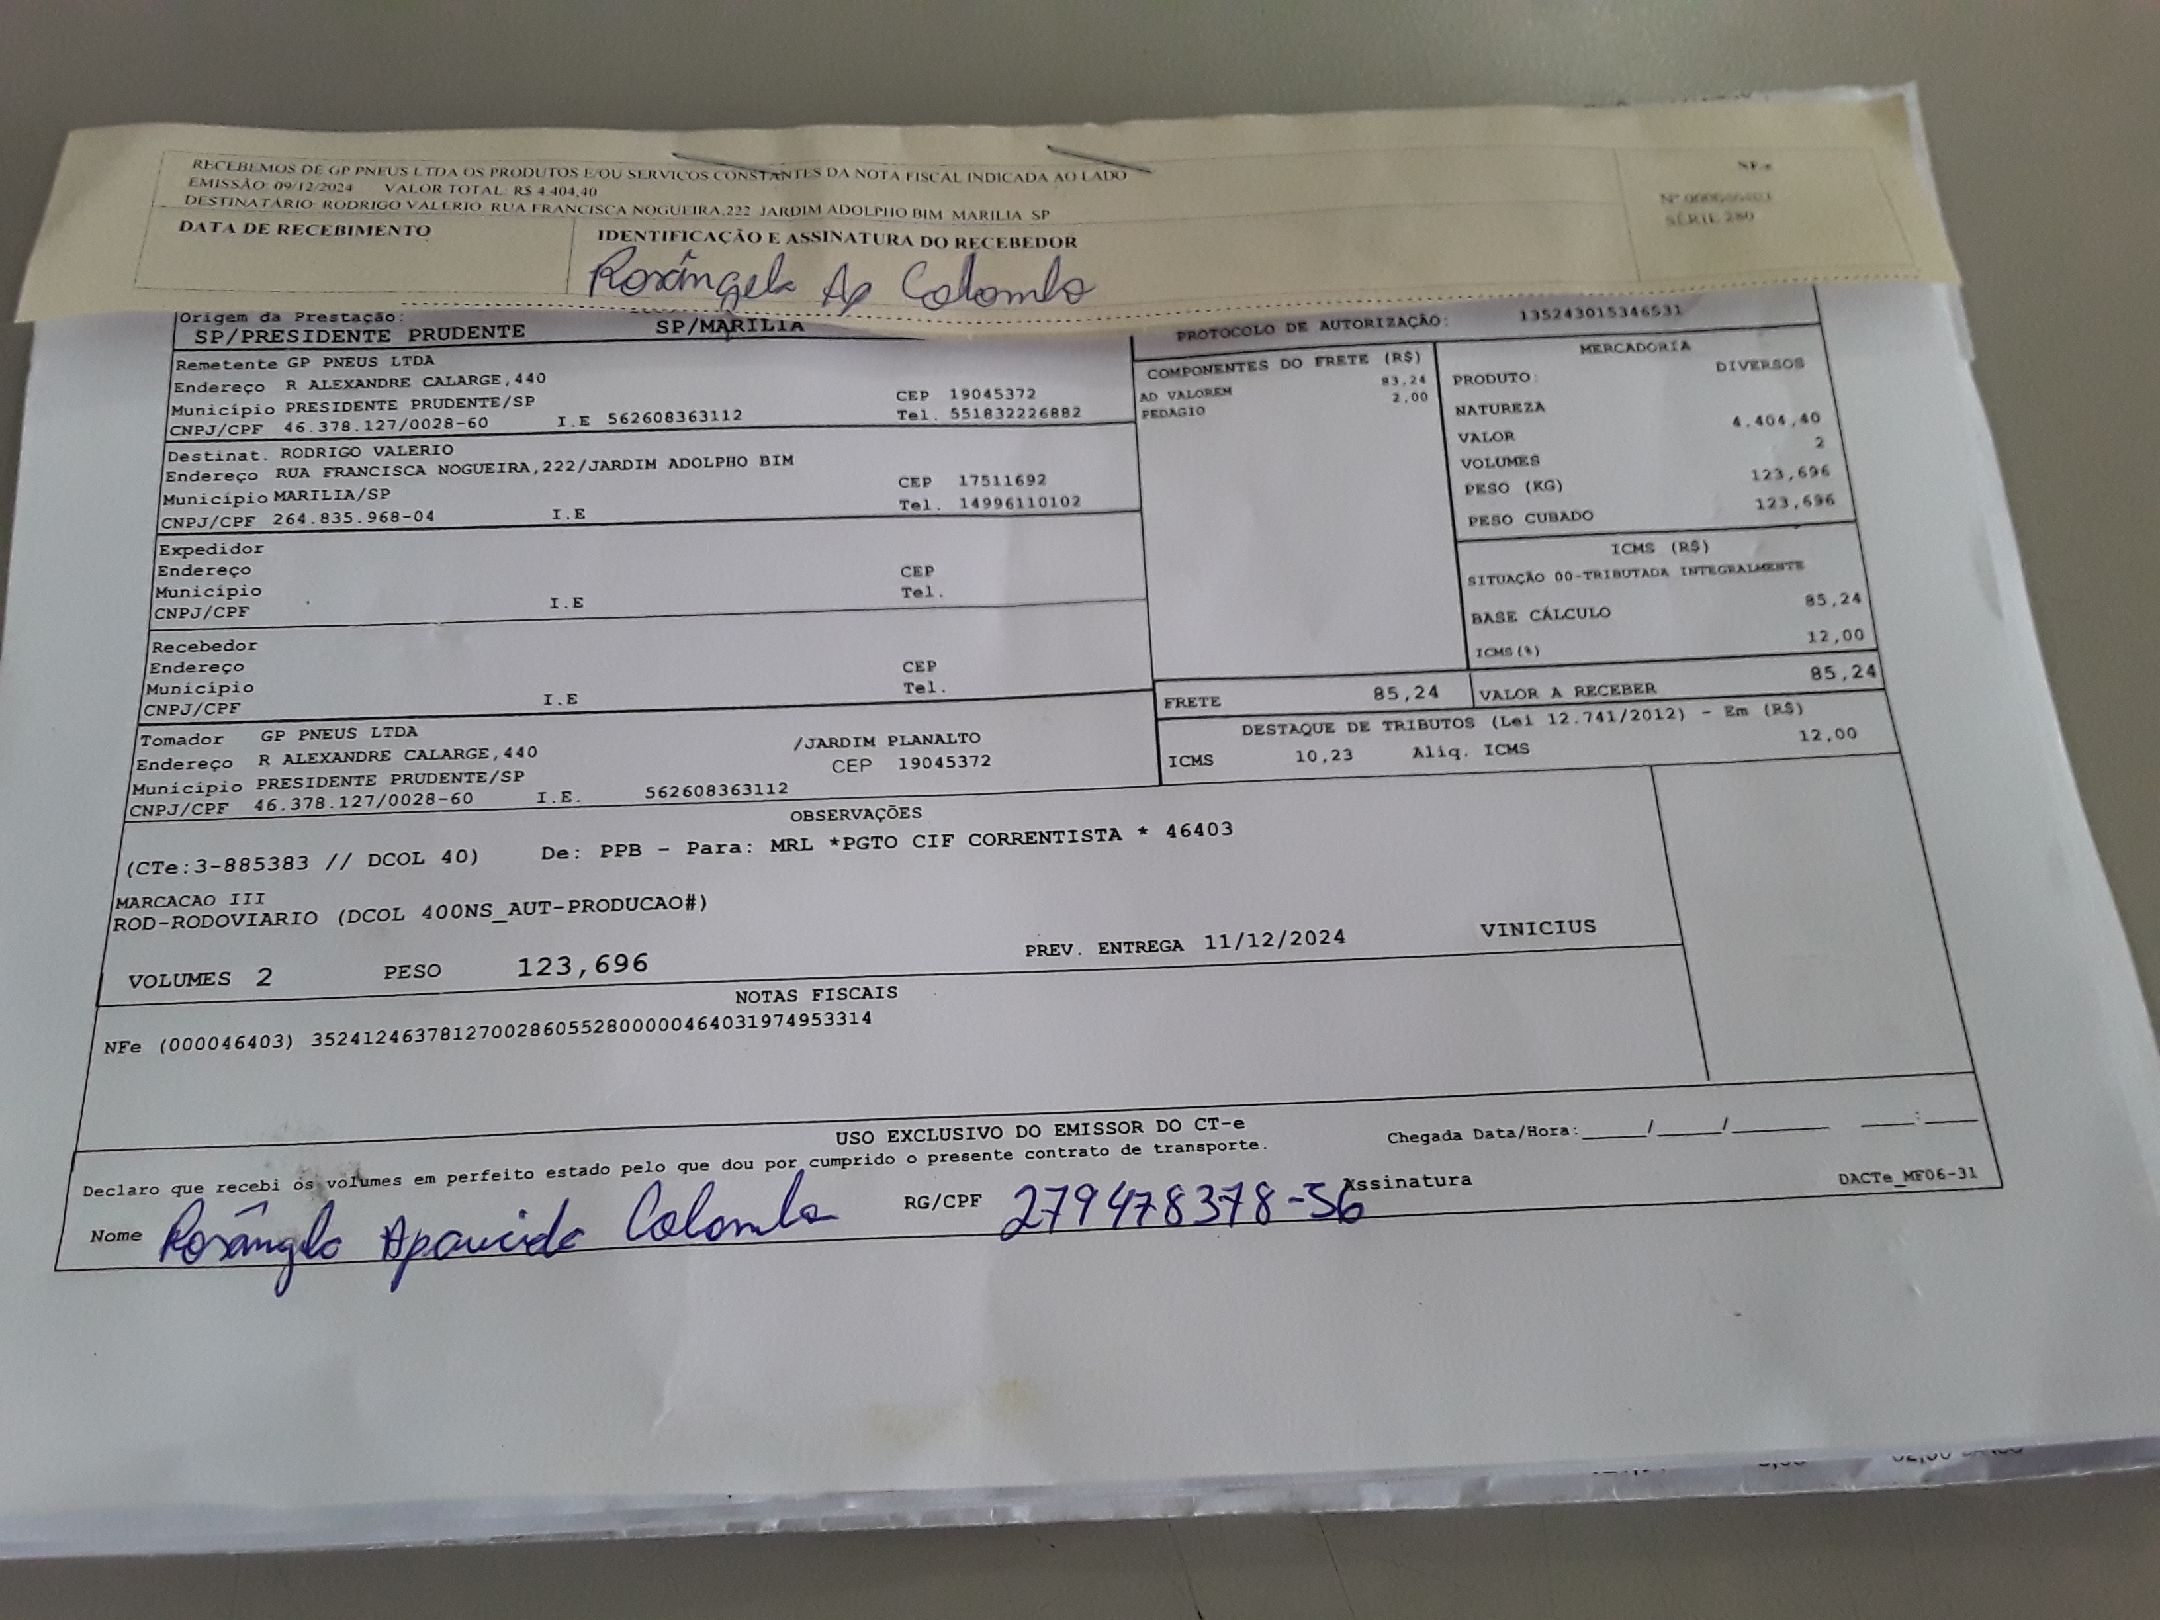 RECEBEMOS DE GP PNEUS LTDA OS PRODUTOS E/OU SERVICOS CONSTANTES DA NOTA FISCAL INDICADA AO LADO
EMISSÃO: 09/12/2024 VALOR TOTAL: R$ 4.404,40
DESTINATÁRIO: RODRIGO VALERIO RUA FRANCISCA NOGUEIRA,222 JARDIM ADOLPHO BIM MARILIA SP
NF-e
Nº 000046403
SÉRIE 280
DATA DE RECEBIMENTO
IDENTIFICAÇÃO E ASSINATURA DO RECEBEDOR
Rosângela Ap Colombo
Origem da Prestação:
SP/PRESIDENTE PRUDENTE SP/MARILIA
PROTOCOLO DE AUTORIZAÇÃO: 135243015346531
Remetente GP PNEUS LTDA
Endereço R ALEXANDRE CALARGE,440
Município PRESIDENTE PRUDENTE/SP CEP 19045372
CNPJ/CPF 46.378.127/0028-60 I.E 562608363112 Tel. 551832226882
Destinat. RODRIGO VALERIO
Endereço RUA FRANCISCA NOGUEIRA,222/JARDIM ADOLPHO BIM
Município MARILIA/SP CEP 17511692
CNPJ/CPF 264.835.968-04 I.E Tel. 14996110102
Expedidor
Endereço CEP
Município Tel.
CNPJ/CPF I.E
Recebedor
Endereço CEP
Município Tel.
CNPJ/CPF I.E
Tomador GP PNEUS LTDA
Endereço R ALEXANDRE CALARGE,440 /JARDIM PLANALTO
Município PRESIDENTE PRUDENTE/SP CEP 19045372
CNPJ/CPF 46.378.127/0028-60 I.E. 562608363112
COMPONENTES DO FRETE (R$)
AD VALOREM 83,24
PEDAGIO 2,00
MERCADORIA
PRODUTO: DIVERSOS
NATUREZA
VALOR 4.404,40
VOLUMES 2
PESO (KG) 123,696
PESO CUBADO 123,696
ICMS (R$)
SITUAÇÃO 00-TRIBUTADA INTEGRALMENTE
BASE CÁLCULO 85,24
ICMS(%) 12,00
FRETE 85,24 VALOR A RECEBER 85,24
DESTAQUE DE TRIBUTOS (Lei 12.741/2012) - Em (R$)
ICMS 10,23 Aliq. ICMS 12,00
OBSERVAÇÕES
(CTe:3-885383 // DCOL 40) De: PPB - Para: MRL *PGTO CIF CORRENTISTA * 46403
MARCACAO III
ROD-RODOVIARIO (DCOL 400NS_AUT-PRODUCAO#)
VOLUMES 2 PESO 123,696 PREV. ENTREGA 11/12/2024 VINICIUS
NOTAS FISCAIS
NFe (000046403) 35241246378127002860552800000464031974953314
USO EXCLUSIVO DO EMISSOR DO CT-e
Declaro que recebi os volumes em perfeito estado pelo que dou por cumprido o presente contrato de transporte.
Chegada Data/Hora:_____/_____/________ ____:____
Nome Rosângela Aparecida Colombo RG/CPF 279478378-56 Assinatura
DACTe_MF06-31